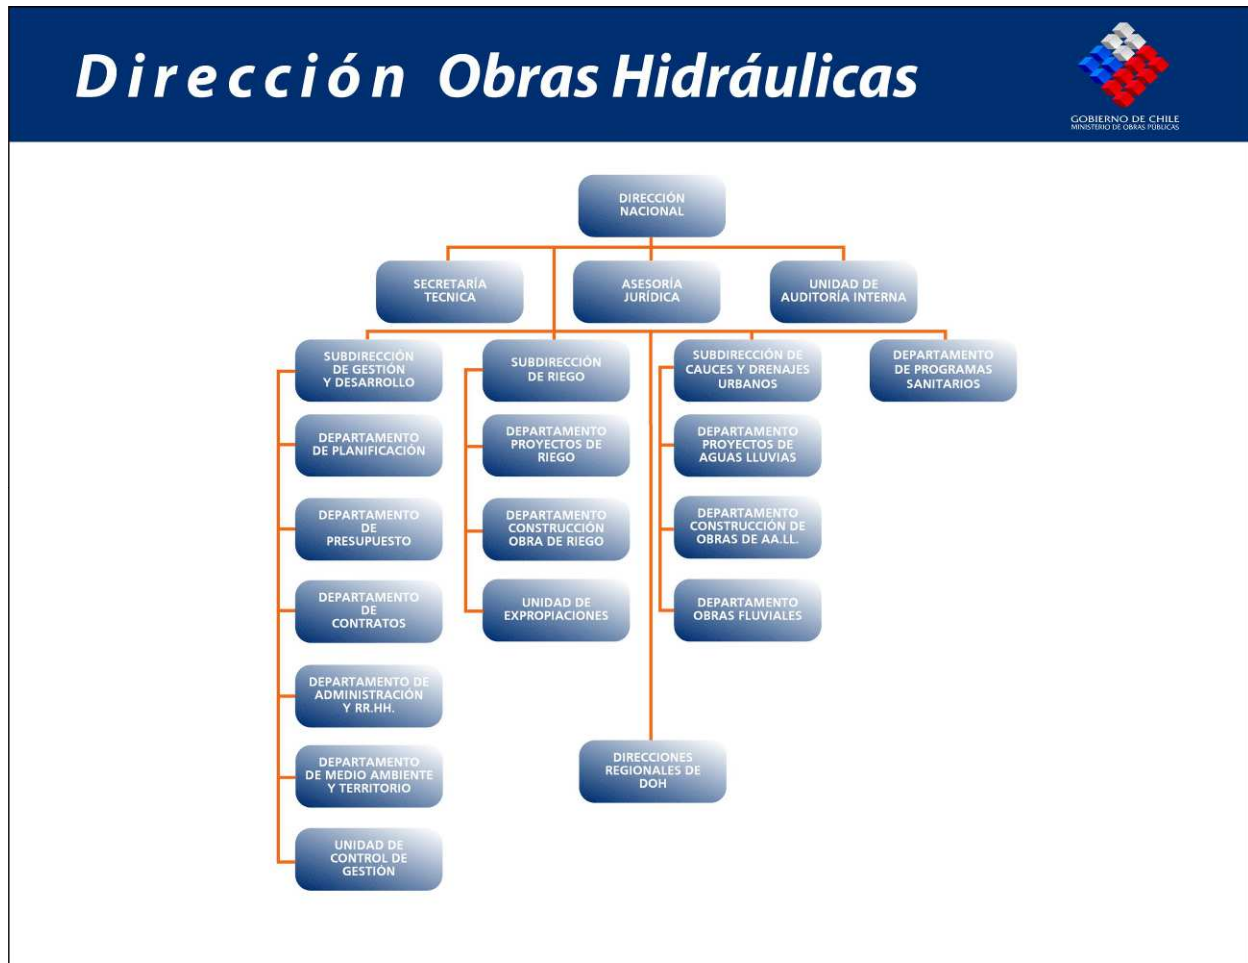 Dirección Obras Hidráulicas
GOBIERNO DE CHILE
MINISTERIO DE OBRAS PÚBLICAS
DIRECCIÓN
NACIONAL
SECRETARÍA
TECNICA
ASESORÍA
JURÍDICA
UNIDAD DE
AUDITORÍA INTERNA
SUBDIRECCIÓN
DE GESTIÓN
Y DESARROLLO
SUBDIRECCIÓN
DE RIEGO
SUBDIRECCIÓN DE
CAUCES Y DRENAJES
URBANOS
DEPARTAMENTO
DE PROGRAMAS
SANITARIOS
DEPARTAMENTO
DE PLANIFICACIÓN
DEPARTAMENTO
PROYECTOS DE
RIEGO
DEPARTAMENTO
PROYECTOS DE
AGUAS LLUVIAS
DEPARTAMENTO
DE
PRESUPUESTO
DEPARTAMENTO
CONSTRUCCIÓN
OBRA DE RIEGO
DEPARTAMENTO
CONSTRUCCIÓN DE
OBRAS DE AA.LL.
DEPARTAMENTO
DE
CONTRATOS
UNIDAD DE
EXPROPIACIONES
DEPARTAMENTO
OBRAS FLUVIALES
DEPARTAMENTO DE
ADMINISTRACIÓN
Y RR.HH.
DEPARTAMENTO
DE MEDIO AMBIENTE
Y TERRITORIO
DIRECCIONES
REGIONALES DE
DOH
UNIDAD DE
CONTROL DE
GESTIÓN